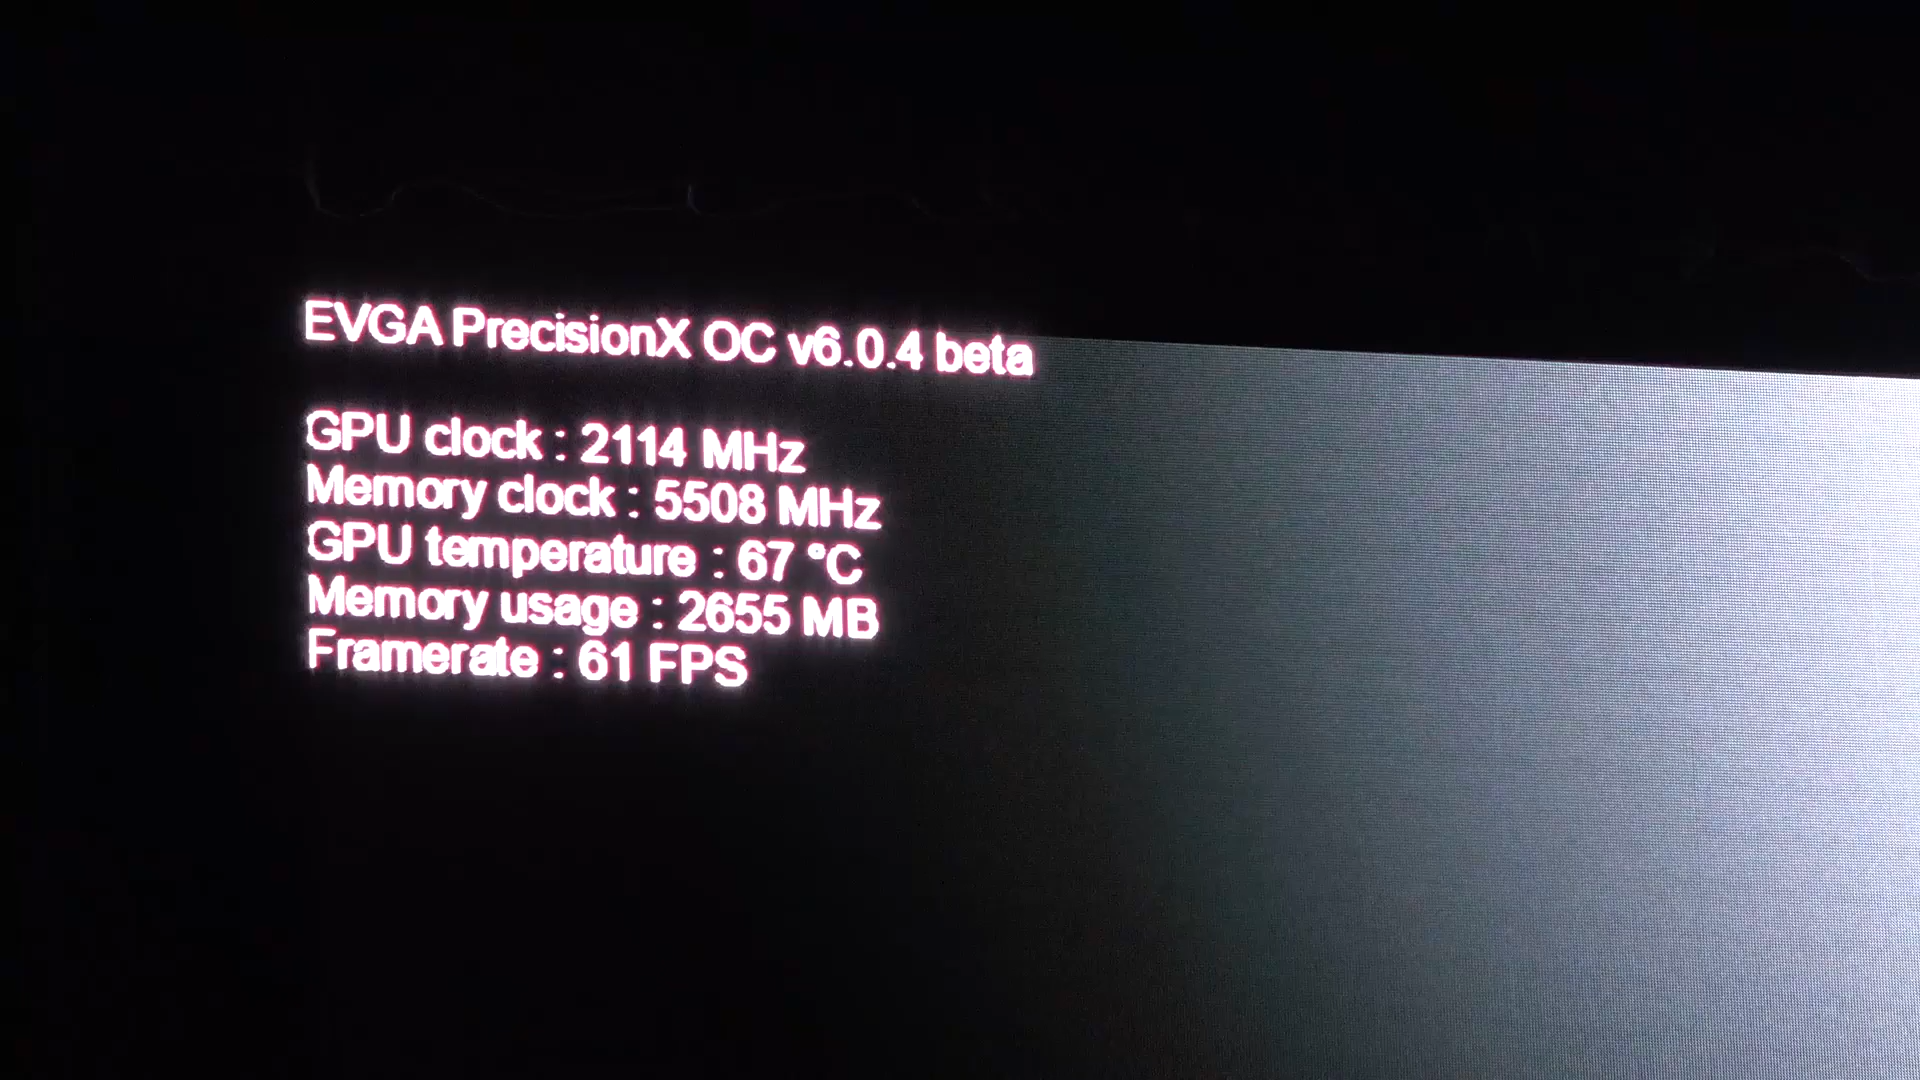 EVGA PrecisionX OC v6.0.4 beta
GPU clock : 2114 MHz
Memory clock : 5508 MHz
GPU temperature : 67 °C
Memory usage : 2655 MB
Framerate : 61 FPS